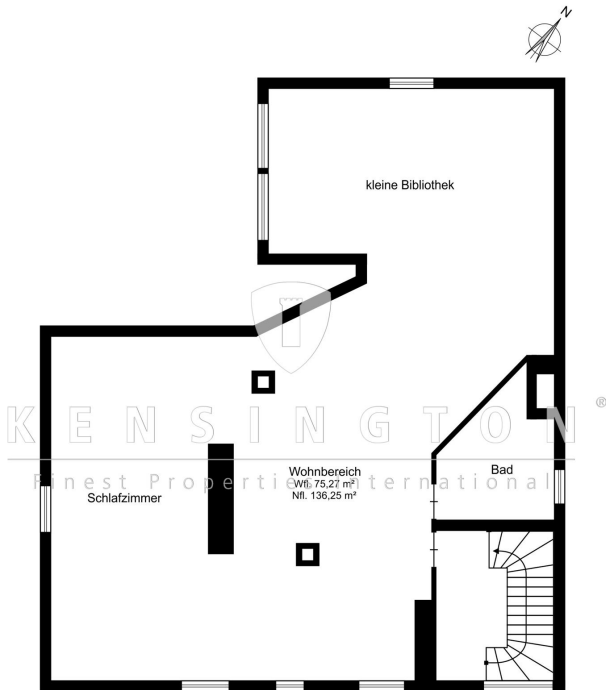 N
kleine Bibliothek
KENSINGTON®
Finest Properties International
Wohnbereich
Wfl. 75,27 m²
Nfl. 136,25 m²
Schlafzimmer
Bad